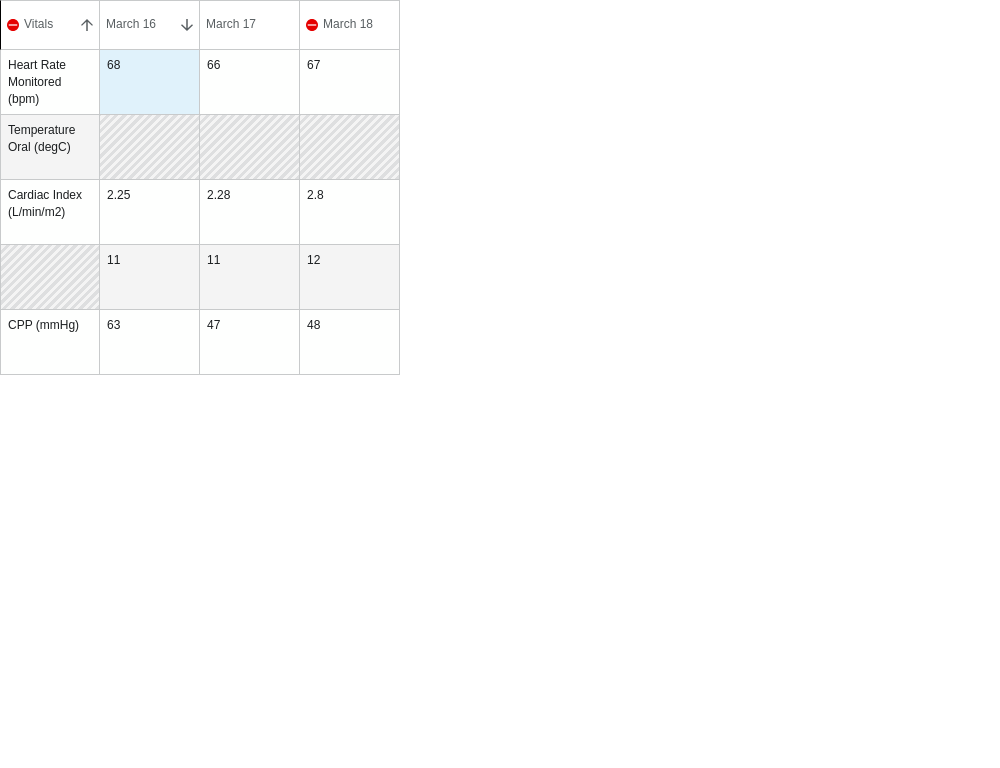 Vitals March 16 March 17 March 18
Heart Rate 68 66 67
Monitored
(bpm)
Temperature
Oral (degC)
Cardiac Index 2.25 2.28 2.8
(L/min/m2)
11 11 12
CPP (mmHg) 63 47 48